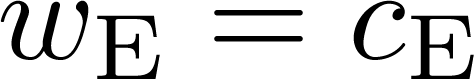 w_E = c_E